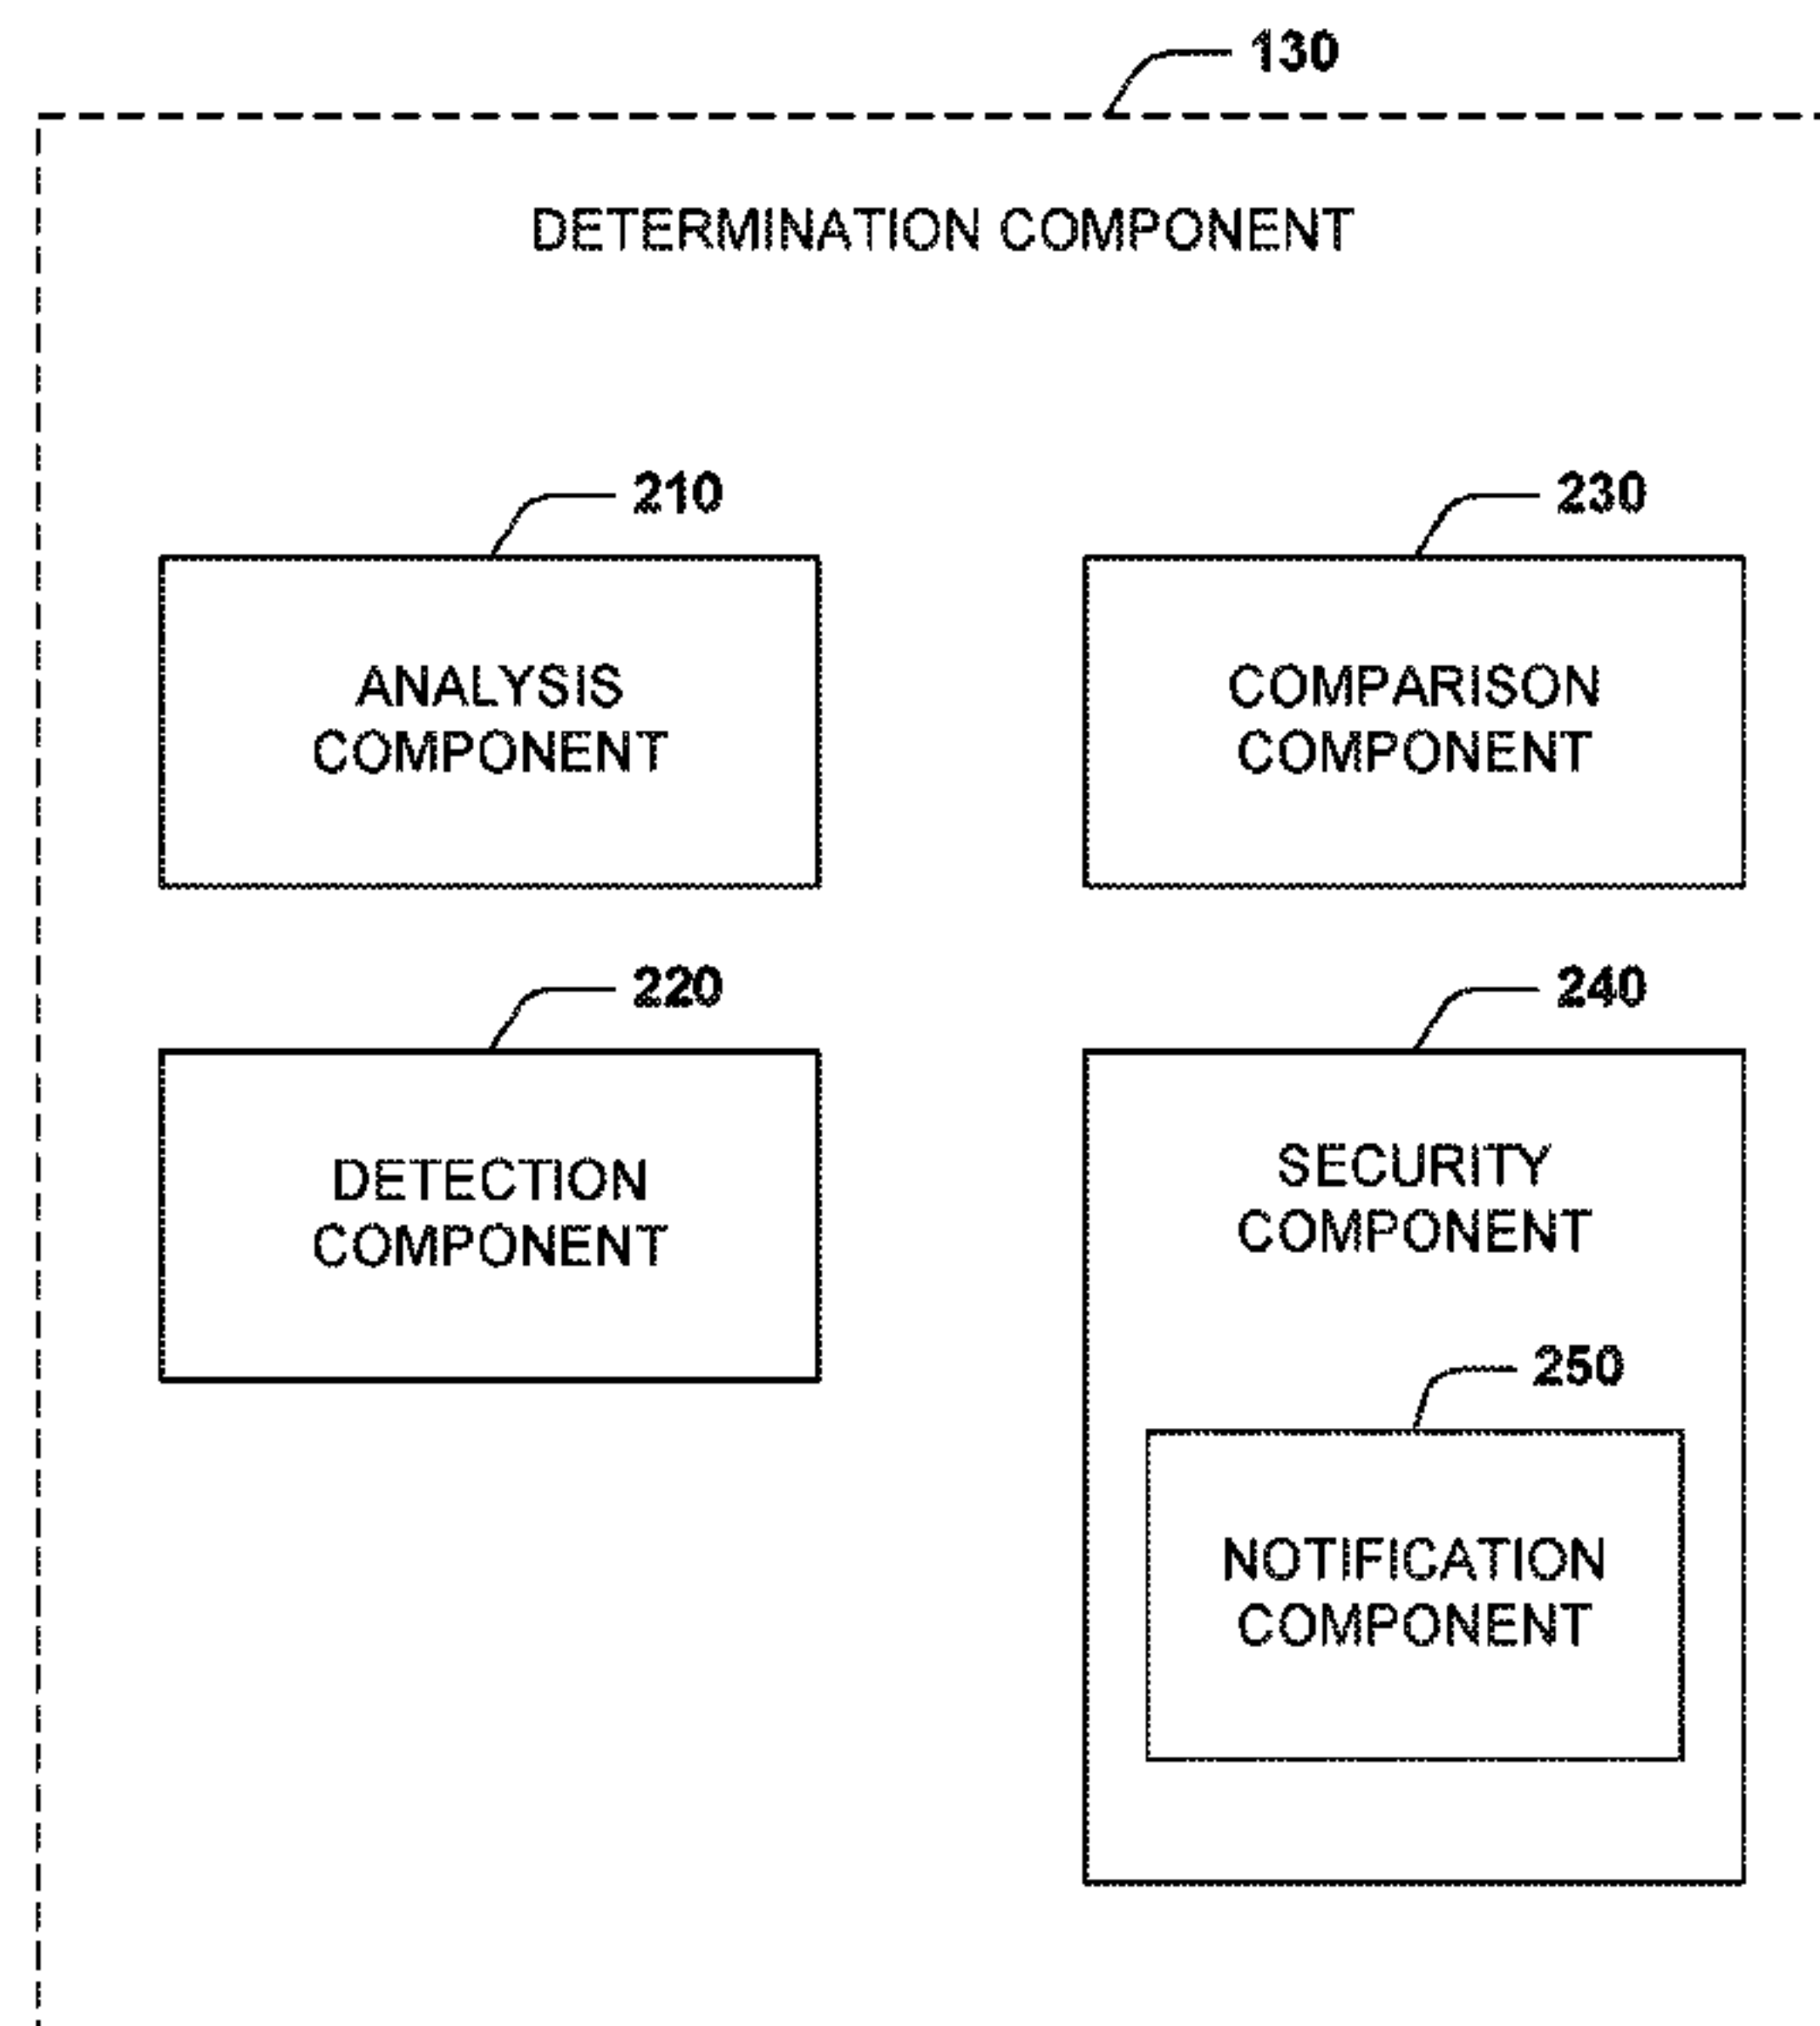 130
DETERMINATION COMPONENT
210
230
ANALYSIS
COMPONENT
COMPARISON
COMPONENT
220
240
DETECTION
COMPONENT
SECURITY
COMPONENT
250
NOTIFICATION
COMPONENT